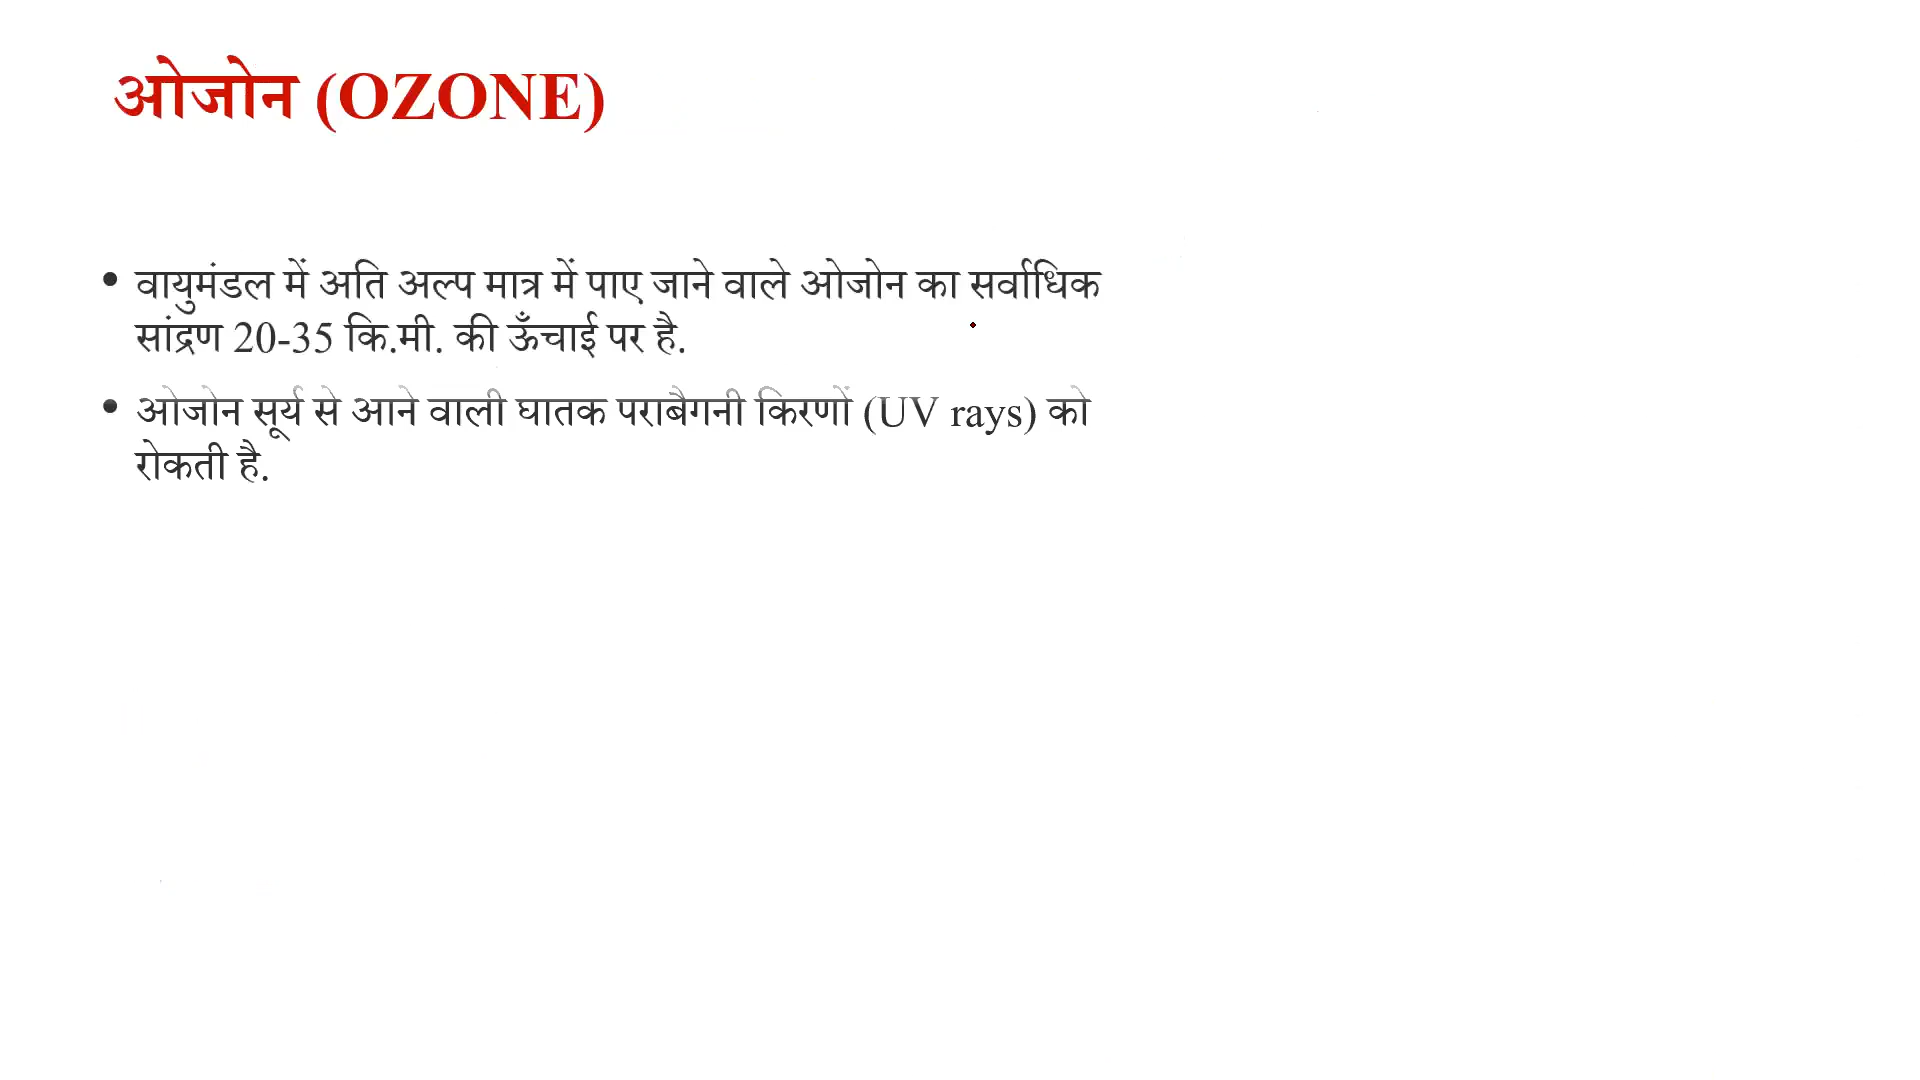 ओजोन (OZONE)
• वायुमंडल में अति अल्प मात्र में पाए जाने वाले ओजोन का सर्वाधिक
सांद्रण 20-35 कि.मी. की ऊँचाई पर है.
• ओजोन सूर्य से आने वाली घातक पराबैगनी किरणों (UV rays) को
रोकती है.